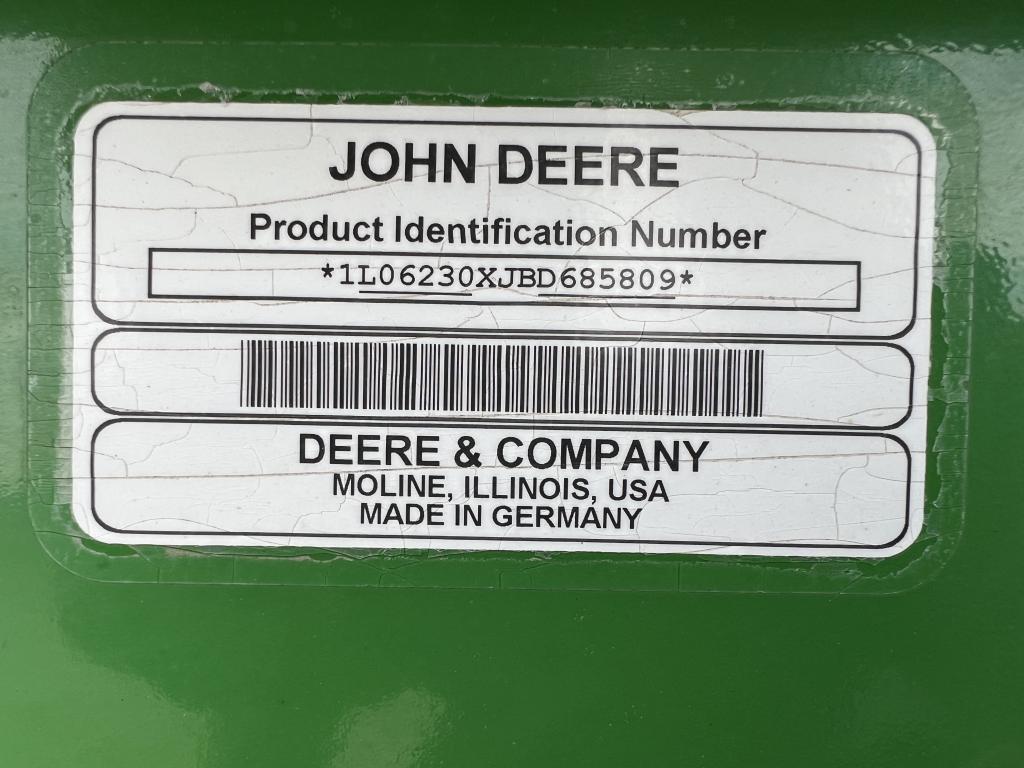 JOHN DEERE
Product Identification Number
*1L06230XJBD685809*
DEERE & COMPANY
MOLINE, ILLINOIS, USA
MADE IN GERMANY